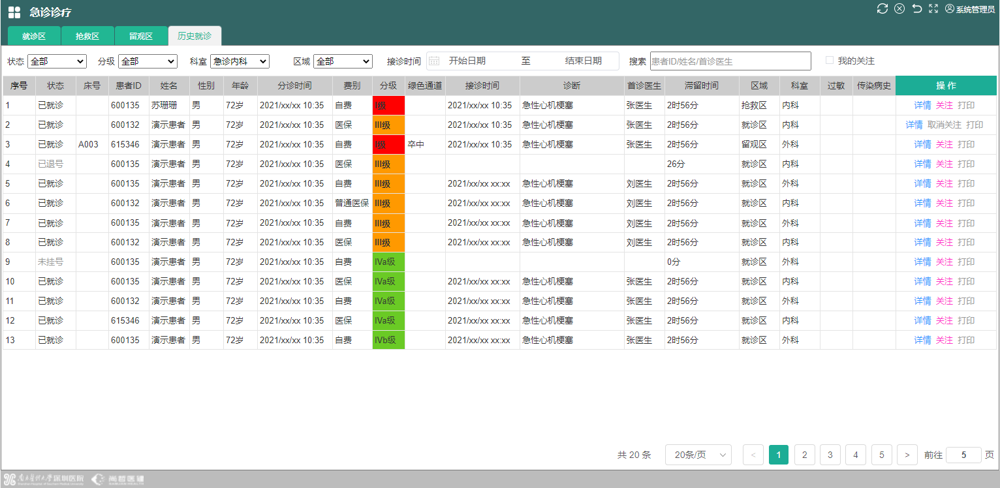 急诊诊疗
系统管理员
就诊区 抢救区 留观区 历史就诊
状态 全部 分级 全部 科室 急诊内科 区域 全部 接诊时间 开始日期 至 结束日期 搜索 患者ID/姓名/首诊医生 我的关注
序号 状态 床号 患者ID 姓名 性别 年龄 分诊时间 费别 分级 绿色通道 接诊时间 诊断 首诊医生 滞留时间 区域 科室 过敏 传染病史 操作
1 已就诊 600135 苏珊珊 男 72岁 2021/xx/xx 10:35 自费 I级 2021/xx/xx 10:35 急性心机梗塞 张医生 2时56分 抢救区 内科 详情 关注 打印
2 已就诊 600132 演示患者 男 72岁 2021/xx/xx 10:35 医保 III级 2021/xx/xx 10:35 急性心机梗塞 张医生 2时56分 就诊区 内科 详情 取消关注 打印
3 已就诊 A003 615346 演示患者 男 72岁 2021/xx/xx 10:35 自费 I级 卒中 2021/xx/xx 10:35 急性心机梗塞 张医生 2时56分 留观区 外科 详情 关注 打印
4 已退号 600135 演示患者 男 72岁 2021/xx/xx 10:35 医保 III级 26分 就诊区 内科 详情 关注 打印
5 已就诊 600135 演示患者 男 72岁 2021/xx/xx 10:35 自费 III级 2021/xx/xx xx:xx 急性心机梗塞 刘医生 2时56分 就诊区 外科 详情 关注 打印
6 已就诊 600132 演示患者 男 72岁 2021/xx/xx 10:35 普通医保 III级 2021/xx/xx xx:xx 急性心机梗塞 刘医生 2时56分 就诊区 内科 详情 关注 打印
7 已就诊 600135 演示患者 男 72岁 2021/xx/xx 10:35 自费 III级 2021/xx/xx xx:xx 急性心机梗塞 刘医生 2时56分 就诊区 外科 详情 关注 打印
8 已就诊 600132 演示患者 男 72岁 2021/xx/xx 10:35 医保 III级 2021/xx/xx xx:xx 急性心机梗塞 刘医生 2时56分 就诊区 内科 详情 关注 打印
9 未挂号 600135 演示患者 男 72岁 2021/xx/xx 10:35 自费 IVa级 0分 就诊区 外科 详情 关注 打印
10 已就诊 600135 演示患者 男 72岁 2021/xx/xx 10:35 医保 IVa级 2021/xx/xx xx:xx 急性心机梗塞 张医生 2时56分 就诊区 内科 详情 关注 打印
11 已就诊 600132 演示患者 男 72岁 2021/xx/xx 10:35 自费 IVa级 2021/xx/xx xx:xx 急性心机梗塞 张医生 2时56分 就诊区 外科 详情 关注 打印
12 已就诊 615346 演示患者 男 72岁 2021/xx/xx 10:35 医保 IVa级 2021/xx/xx xx:xx 急性心机梗塞 张医生 2时56分 就诊区 内科 详情 关注 打印
13 已就诊 600135 演示患者 男 72岁 2021/xx/xx 10:35 自费 IVb级 2021/xx/xx xx:xx 急性心机梗塞 张医生 2时56分 就诊区 外科 详情 关注 打印
共 20 条 20条/页 < 1 2 3 4 5 > 前往 5 页
南方医科大学深圳医院